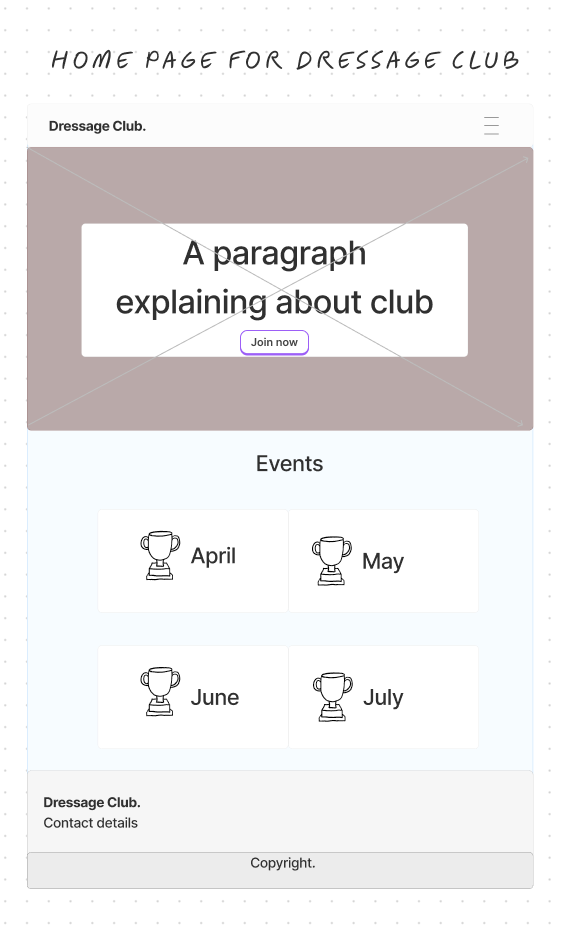 HOME PAGE FOR DRESSAGE CLUB
Dressage Club.
A paragraph
explaining about club
Join now
Events
April
May
June
July
Dressage Club.
Contact details
Copyright.